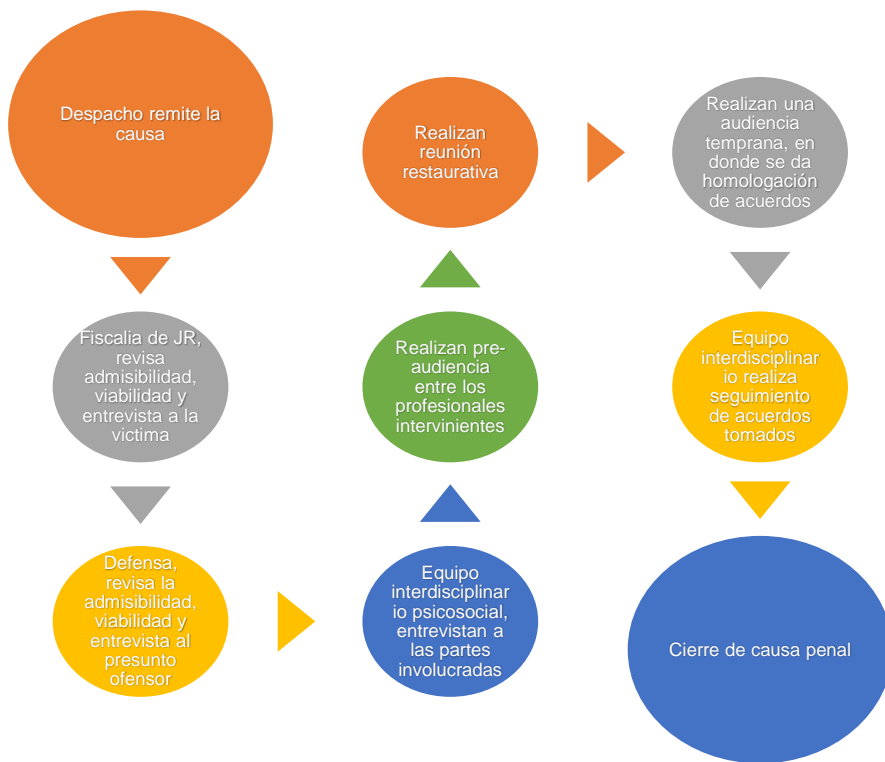 Despacho remite la
causa
Fiscalia de JR,
revisa
admisibilidad,
viabilidad y
entrevista a la
victima
Defensa,
revisa la
admisibilidad,
viabilidad y
entrevista al
presunto
ofensor
Equipo
interdisciplinar
io psicosocial,
entrevistan a
las partes
involucradas
Realizan pre-
audiencia
entre los
profesionales
intervinientes
Realizan
reunión
restaurativa
Realizan una
audiencia
temprana, en
donde se da
homologación
de acuerdos
Equipo
interdisciplinar
io realiza
seguimiento
de acuerdos
tomados
Cierre de causa penal